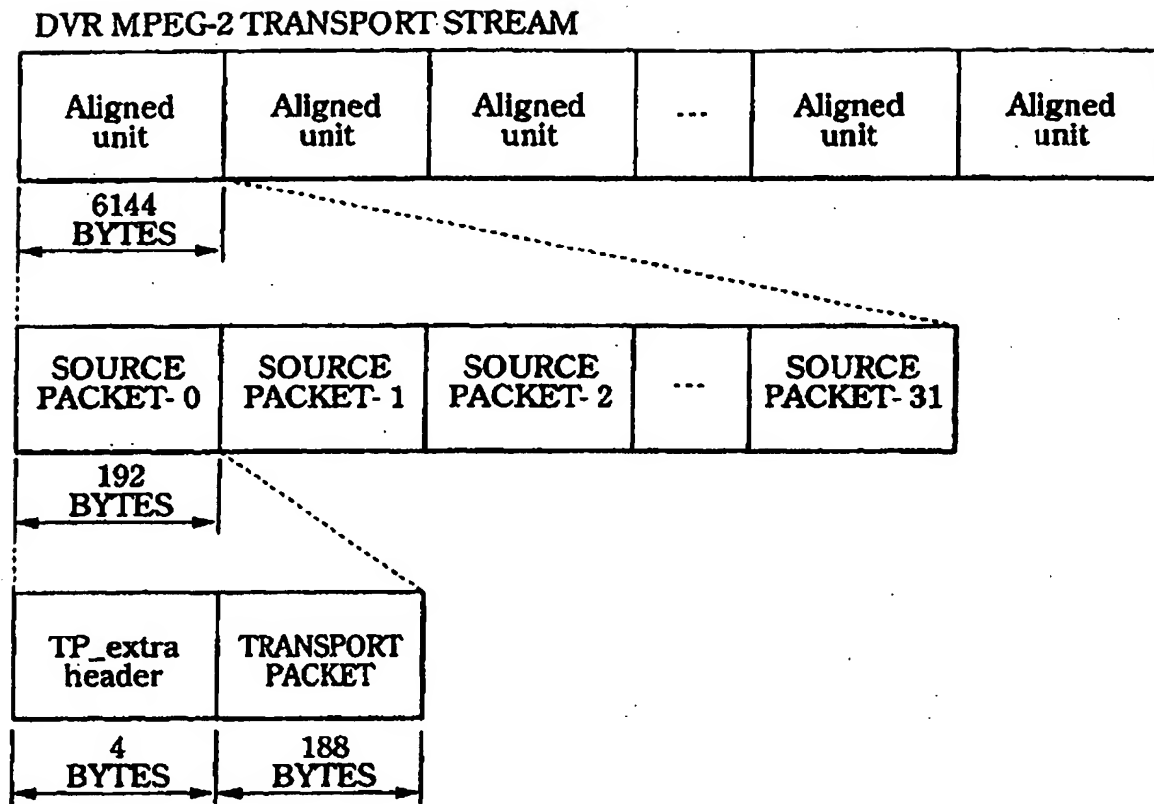 DVR MPEG-2 TRANSPORT STREAM
Aligned unit
Aligned unit
Aligned unit
...
Aligned unit
Aligned unit
6144 BYTES
SOURCE PACKET- 0
SOURCE PACKET- 1
SOURCE PACKET- 2
...
SOURCE PACKET- 31
192 BYTES
TP_extra header
TRANSPORT PACKET
4 BYTES
188 BYTES